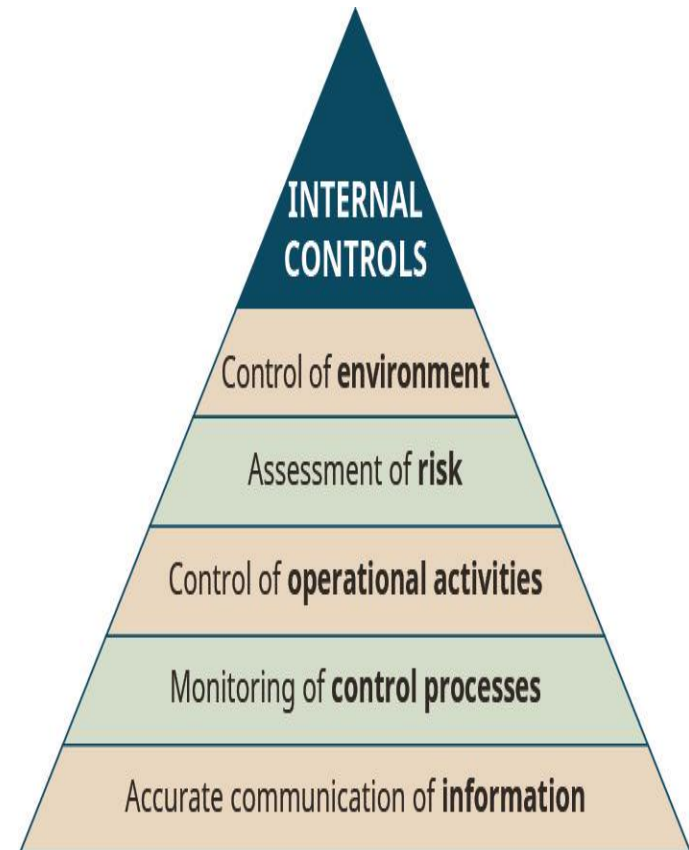 INTERNAL
CONTROLS
Control of environment
Assessment of risk
Control of operational activities
Monitoring of control processes
Accurate communication of information